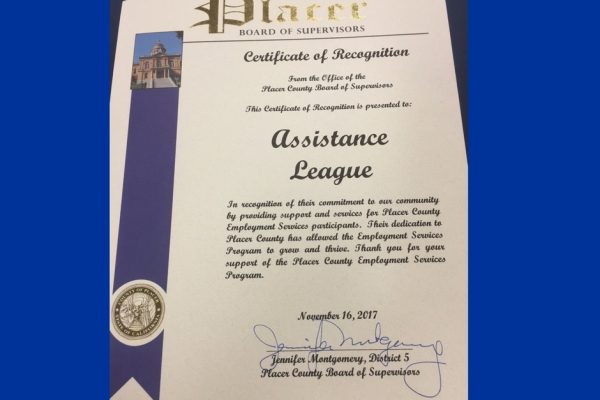 Placer
BOARD OF SUPERVISORS
Certificate of Recognition
From the Office of the
Placer County Board of Supervisors
This Certificate of Recognition is presented to:
Assistance
League
In recognition of their commitment to our community
by providing support and services for Placer County
Employment Services participants. Their dedication to
Placer County has allowed the Employment Services
Program to grow and thrive. Thank you for your
support of the Placer County Employment Services
Program.
November 16, 2017
Jennifer Montgomery
Jennifer Montgomery, District 5
Placer County Board of Supervisors